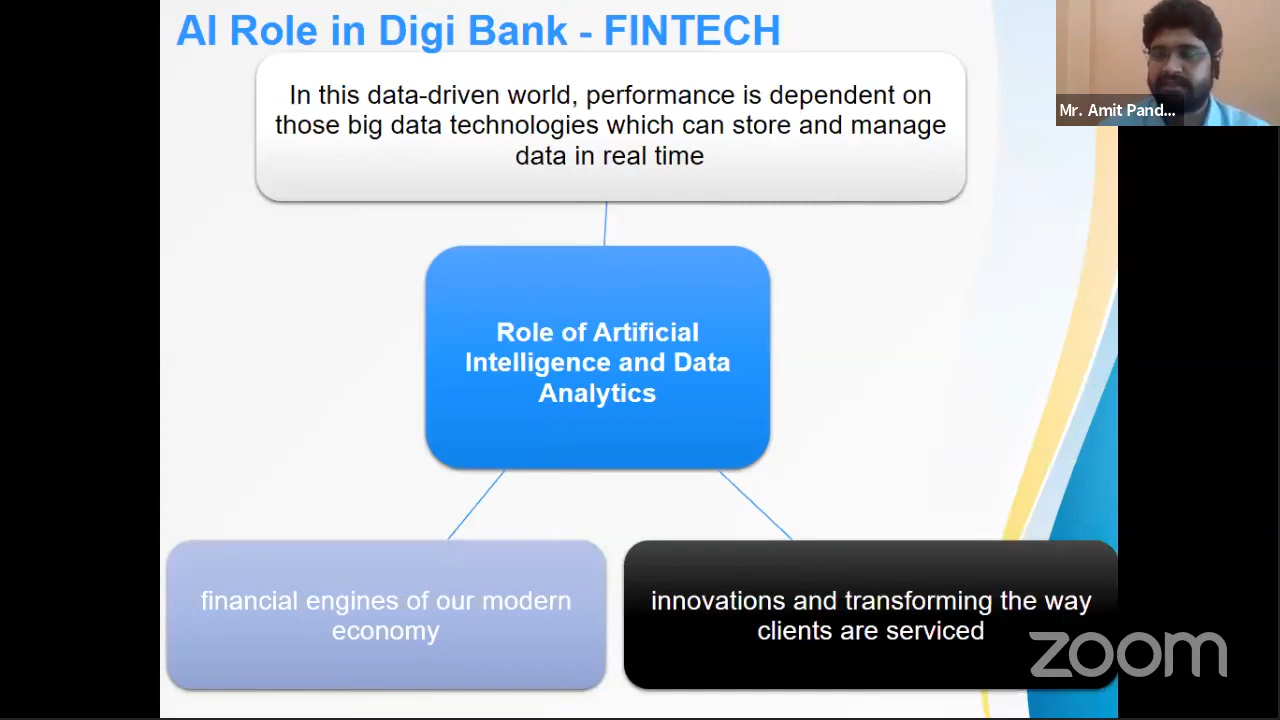 AI Role in Digi Bank - FINTECH
In this data-driven world, performance is dependent on
those big data technologies which can store and manage
data in real time
Mr. Amit Pand...
Role of Artificial
Intelligence and Data
Analytics
financial engines of our modern
economy
innovations and transforming the way
clients are serviced
zoom